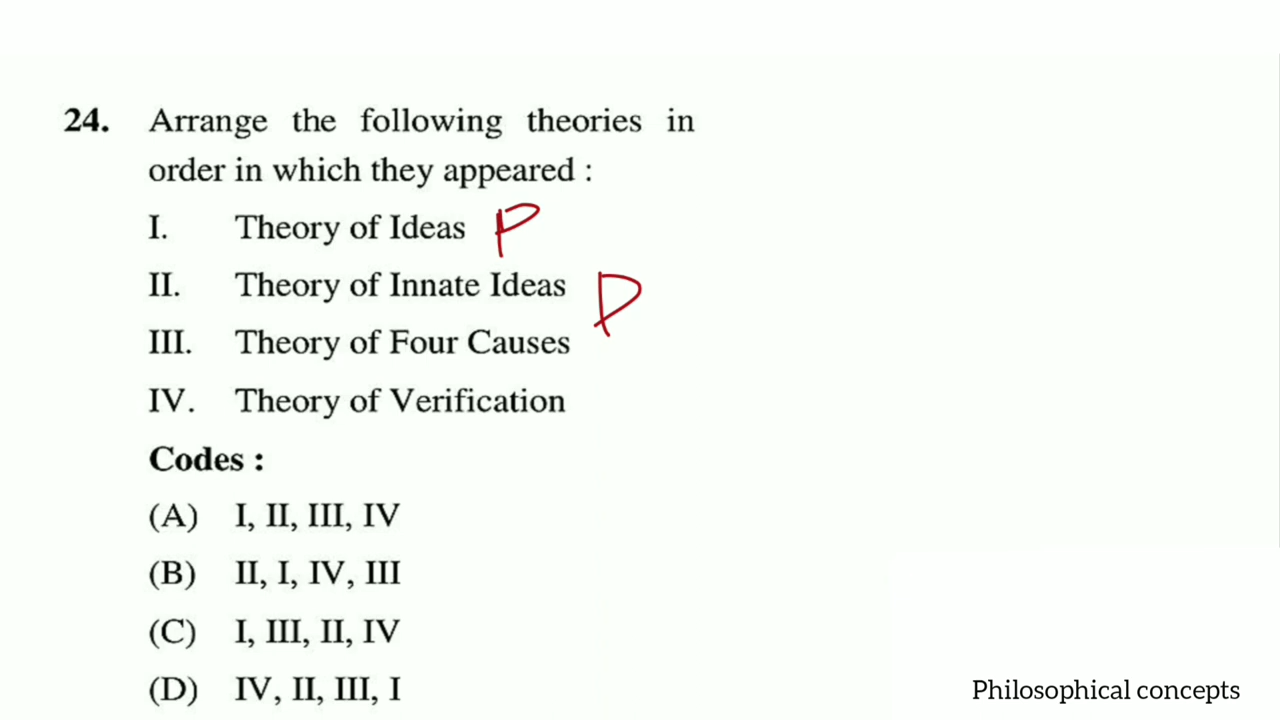 24. Arrange the following theories in
order in which they appeared :
I. Theory of Ideas P
II. Theory of Innate Ideas D
III. Theory of Four Causes
IV. Theory of Verification
Codes :
(A) I, II, III, IV
(B) II, I, IV, III
(C) I, III, II, IV
(D) IV, II, III, I
Philosophical concepts